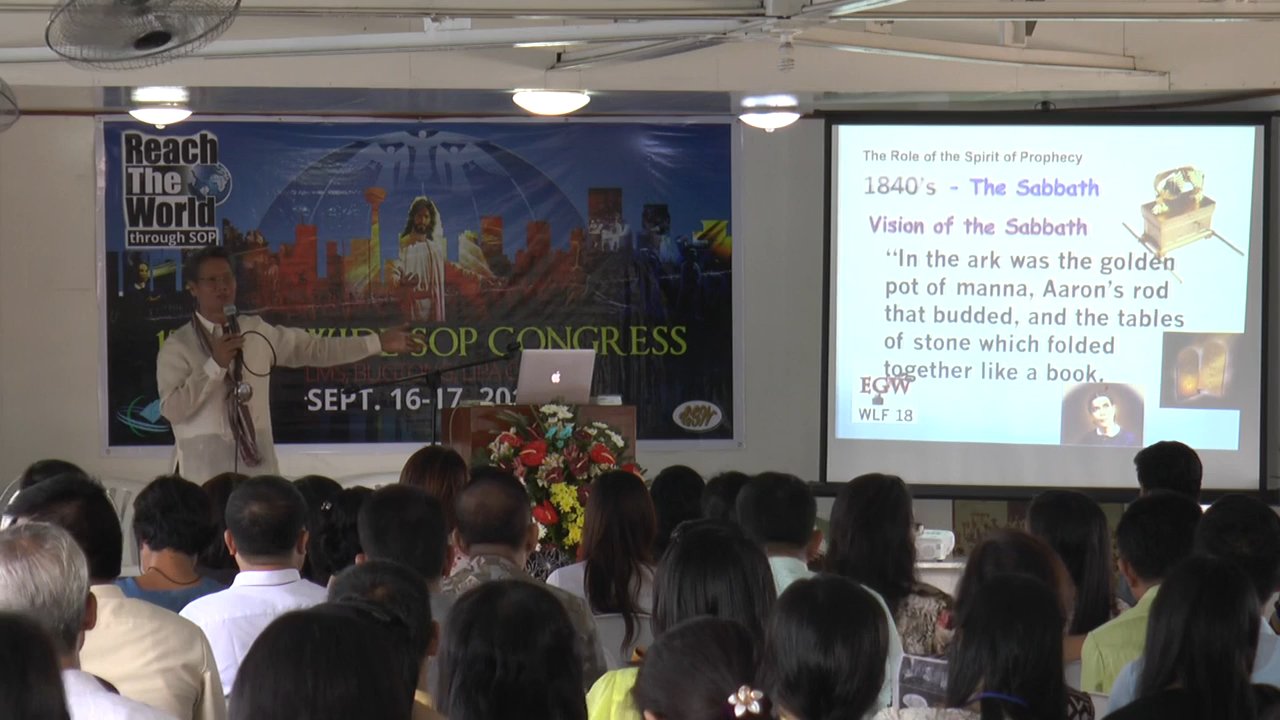 Reach
The
World
through SOP
SOP CONGRESS
SEPT. 16-17, 20
The Role of the Spirit of Prophecy
1840's - The Sabbath
Vision of the Sabbath
“In the ark was the golden
pot of manna, Aaron’s rod
that budded, and the tables
of stone which folded
together like a book.
EGW
WLF 18